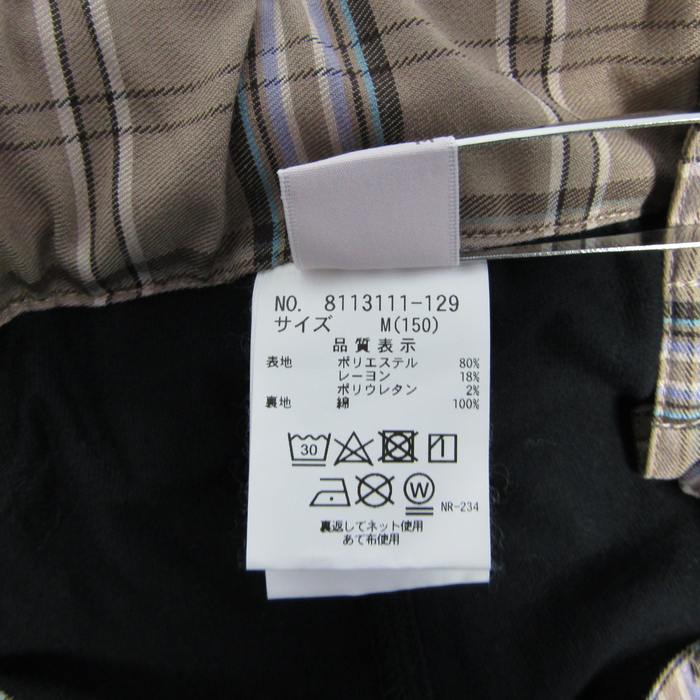 NO. 8113111-129
サイズ M(150)
品質表示
表地 ポリエステル 80%
レーヨン 18%
ポリウレタン 2%
裏地 綿 100%
30
W
NR-234
裏返してネット使用
あて布使用